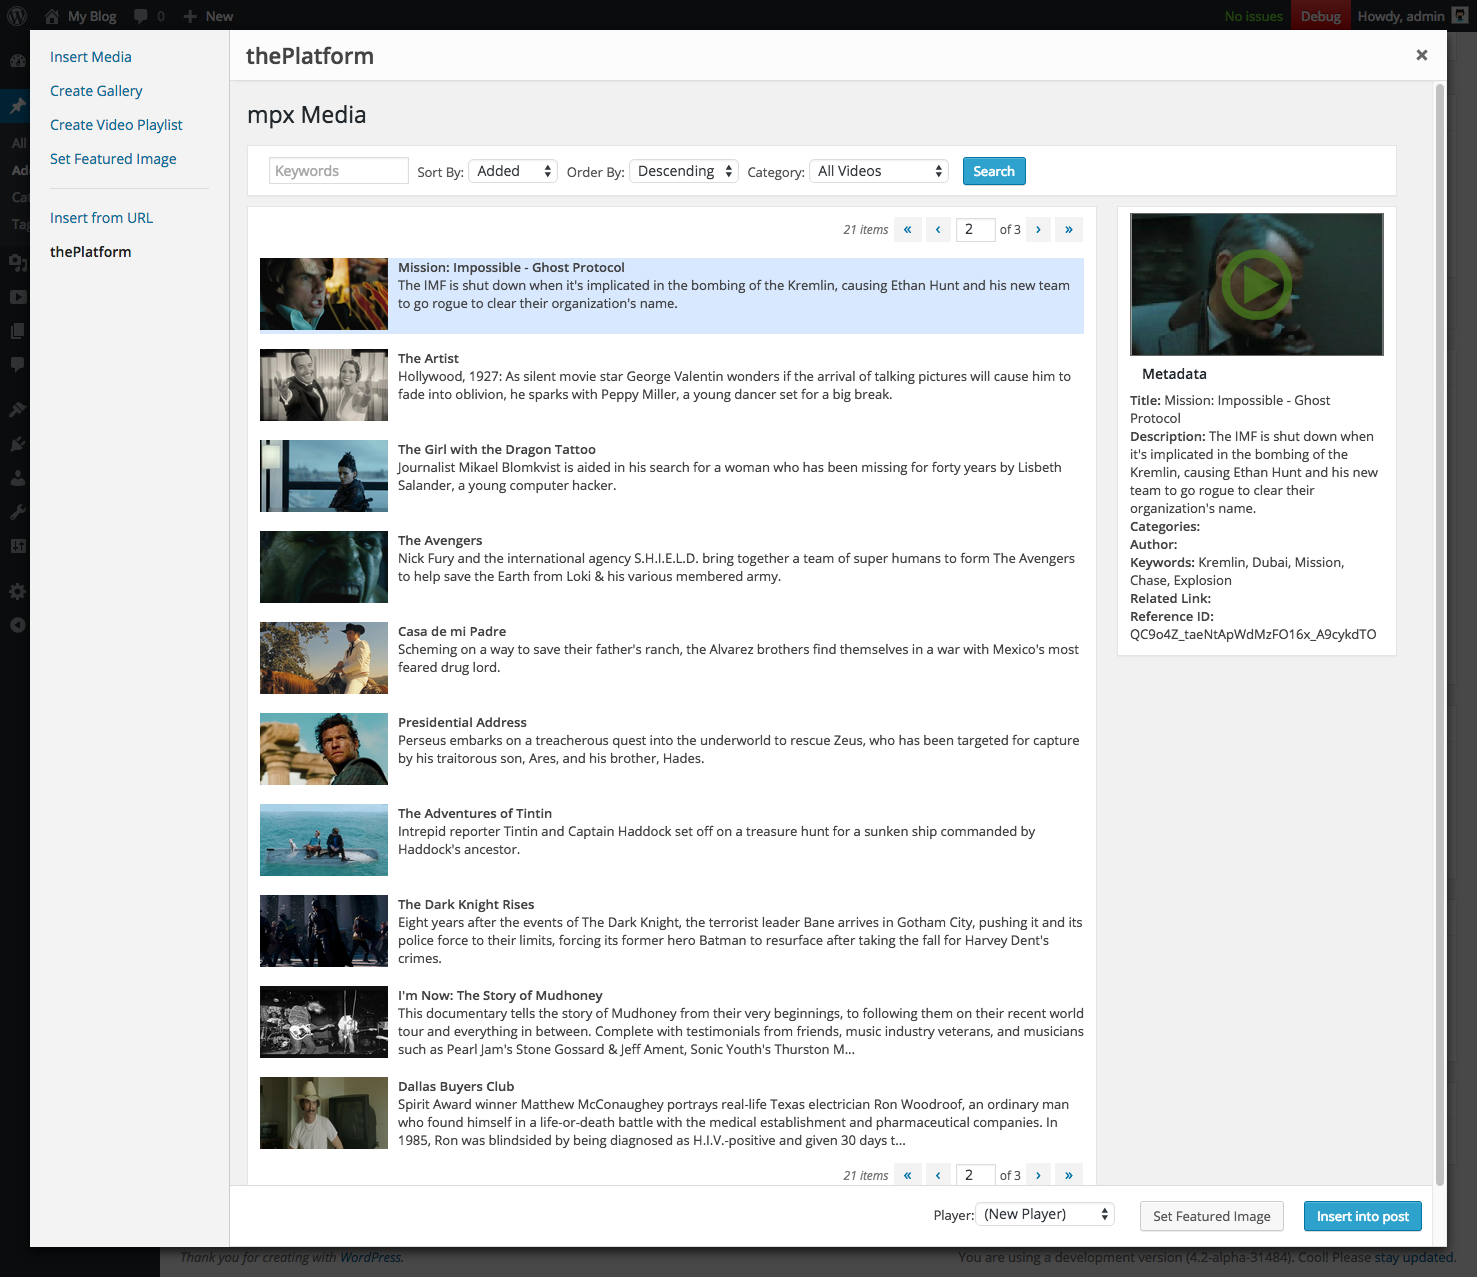 My Blog
0
New
No issues
Debug
Howdy, admin
Insert Media
Create Gallery
Create Video Playlist
Set Featured Image
Insert from URL
thePlatform
All
Ad
Cat
Tag
thePlatform
×
mpx Media
Keywords
Sort By:
Added
Order By:
Descending
Category:
All Videos
Search
21 items « ‹ 2 of 3 › »
Mission: Impossible - Ghost Protocol
The IMF is shut down when it's implicated in the bombing of the Kremlin, causing Ethan Hunt and his new team
to go rogue to clear their organization's name.
The Artist
Hollywood, 1927: As silent movie star George Valentin wonders if the arrival of talking pictures will cause him to
fade into oblivion, he sparks with Peppy Miller, a young dancer set for a big break.
The Girl with the Dragon Tattoo
Journalist Mikael Blomkvist is aided in his search for a woman who has been missing for forty years by Lisbeth
Salander, a young computer hacker.
The Avengers
Nick Fury and the international agency S.H.I.E.L.D. bring together a team of super humans to form The Avengers
to help save the Earth from Loki & his various membered army.
Casa de mi Padre
Scheming on a way to save their father's ranch, the Alvarez brothers find themselves in a war with Mexico's most
feared drug lord.
Presidential Address
Perseus embarks on a treacherous quest into the underworld to rescue Zeus, who has been targeted for capture
by his traitorous son, Ares, and his brother, Hades.
The Adventures of Tintin
Intrepid reporter Tintin and Captain Haddock set off on a treasure hunt for a sunken ship commanded by
Haddock's ancestor.
The Dark Knight Rises
Eight years after the events of The Dark Knight, the terrorist leader Bane arrives in Gotham City, pushing it and its
police force to their limits, forcing its former hero Batman to resurface after taking the fall for Harvey Dent's
crimes.
I'm Now: The Story of Mudhoney
This documentary tells the story of Mudhoney from their very beginnings, to following them on their recent world
tour and everything in between. Complete with testimonials from friends, music industry veterans, and musicians
such as Pearl Jam's Stone Gossard & Jeff Ament, Sonic Youth's Thurston M...
Dallas Buyers Club
Spirit Award winner Matthew McConaughey portrays real-life Texas electrician Ron Woodroof, an ordinary man
who found himself in a life-or-death battle with the medical establishment and pharmaceutical companies. In
1985, Ron was blindsided by being diagnosed as H.I.V.-positive and given 30 days t...
21 items « ‹ 2 of 3 › »
Metadata
Title: Mission: Impossible - Ghost
Protocol
Description: The IMF is shut down when
it's implicated in the bombing of the
Kremlin, causing Ethan Hunt and his new
team to go rogue to clear their
organization's name.
Categories:
Author:
Keywords: Kremlin, Dubai, Mission,
Chase, Explosion
Related Link:
Reference ID:
QC9o4Z_taeNtApWdMzFO16x_A9cykdTO
Player:
(New Player)
Set Featured Image
Insert into post
Thank you for creating with WordPress.
You are using a development version (4.2-alpha-31484). Cool! Please stay updated.